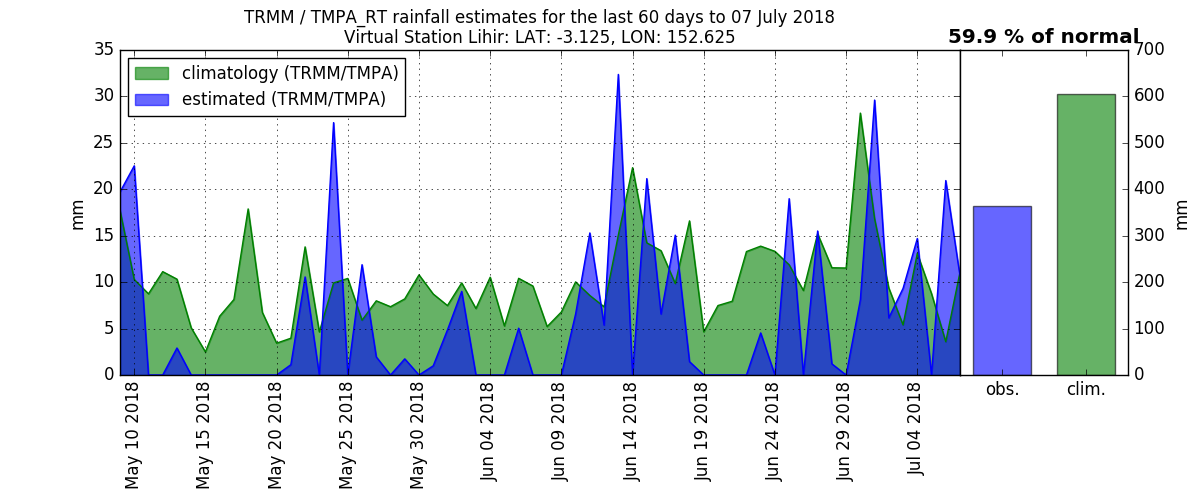 TRMM / TMPA_RT rainfall estimates for the last 60 days to 07 July 2018
Virtual Station Lihir: LAT: -3.125, LON: 152.625
59.9 % of normal
climatology (TRMM/TMPA)
estimated (TRMM/TMPA)
35
30
25
20
15
10
5
0
mm
May 10 2018
May 15 2018
May 20 2018
May 25 2018
May 30 2018
Jun 04 2018
Jun 09 2018
Jun 14 2018
Jun 19 2018
Jun 24 2018
Jun 29 2018
Jul 04 2018
700
600
500
400
300
200
100
0
mm
obs.
clim.